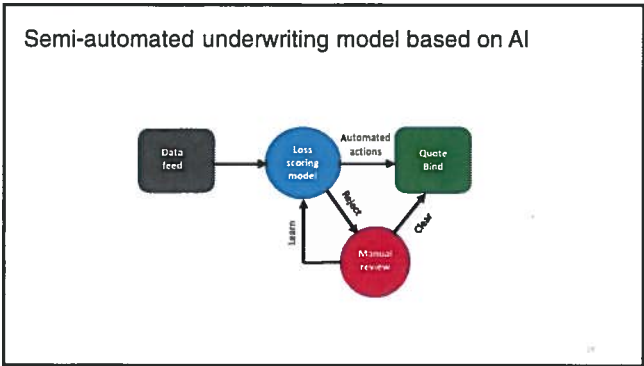 Semi-automated underwriting model based on AI
Data
feed
Loss
scoring
model
Automated
actions
Quote
Bind
Reject
Clear
Learn
Manual
review